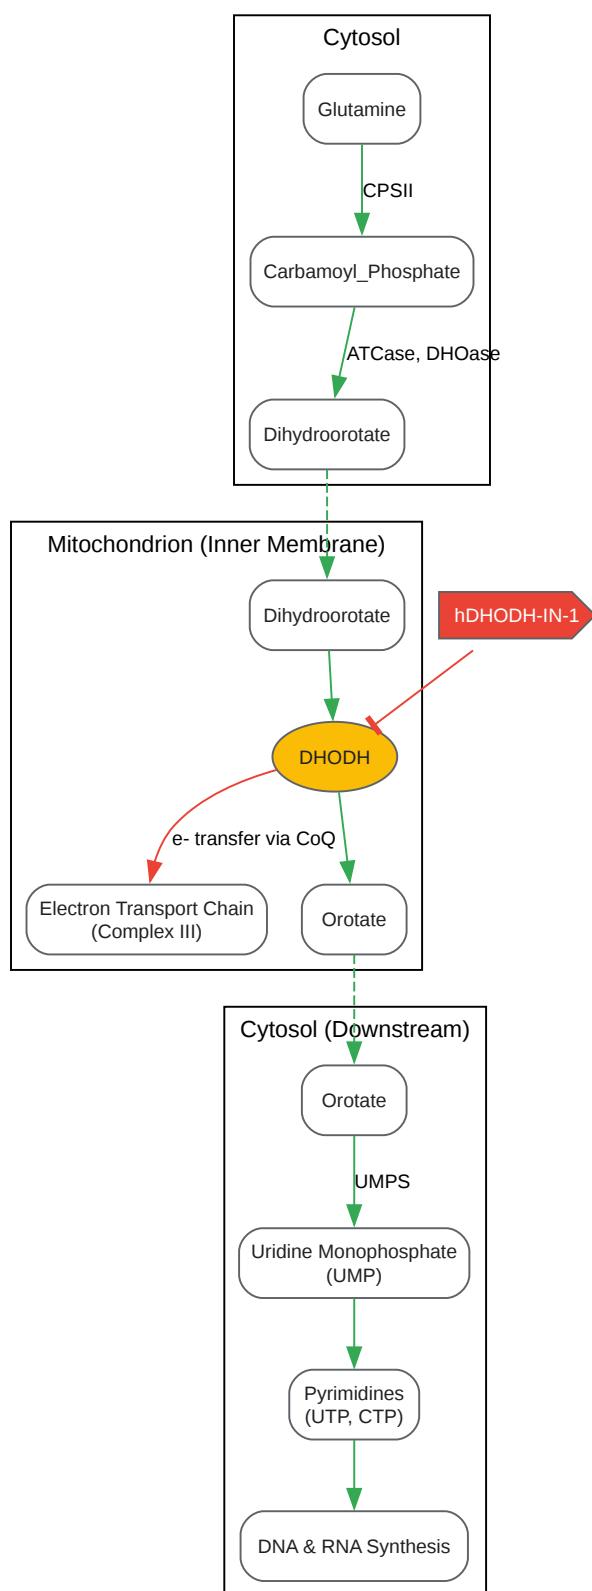 Cytosol
Glutamine
CPSII
Carbamoyl_Phosphate
ATCase, DHOase
Dihydroorotate
Mitochondrion (Inner Membrane)
Dihydroorotate
hDHODH-IN-1
DHODH
e- transfer via CoQ
Electron Transport Chain
(Complex III)
Orotate
Cytosol (Downstream)
Orotate
UMPS
Uridine Monophosphate
(UMP)
Pyrimidines
(UTP, CTP)
DNA & RNA Synthesis